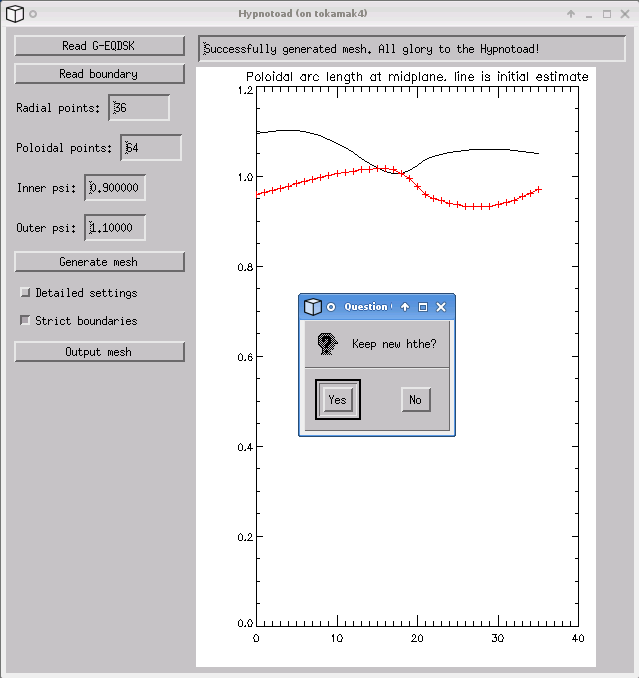 Hypnotoad (on tokamak4)
Read G-EQDSK
Successfully generated mesh. All glory to the Hypnotoad!
Read boundary
Radial points: 36
Poloidal points: 64
Inner psi: 0.900000
Outer psi: 1.10000
Generate mesh
Detailed settings
Strict boundaries
Output mesh
Poloidal arc length at midplane. line is initial estimate
1.2
1.0
0.8
0.6
0.4
0.2
0.0
0 10 20 30 40
Question
Keep new hthe?
Yes No